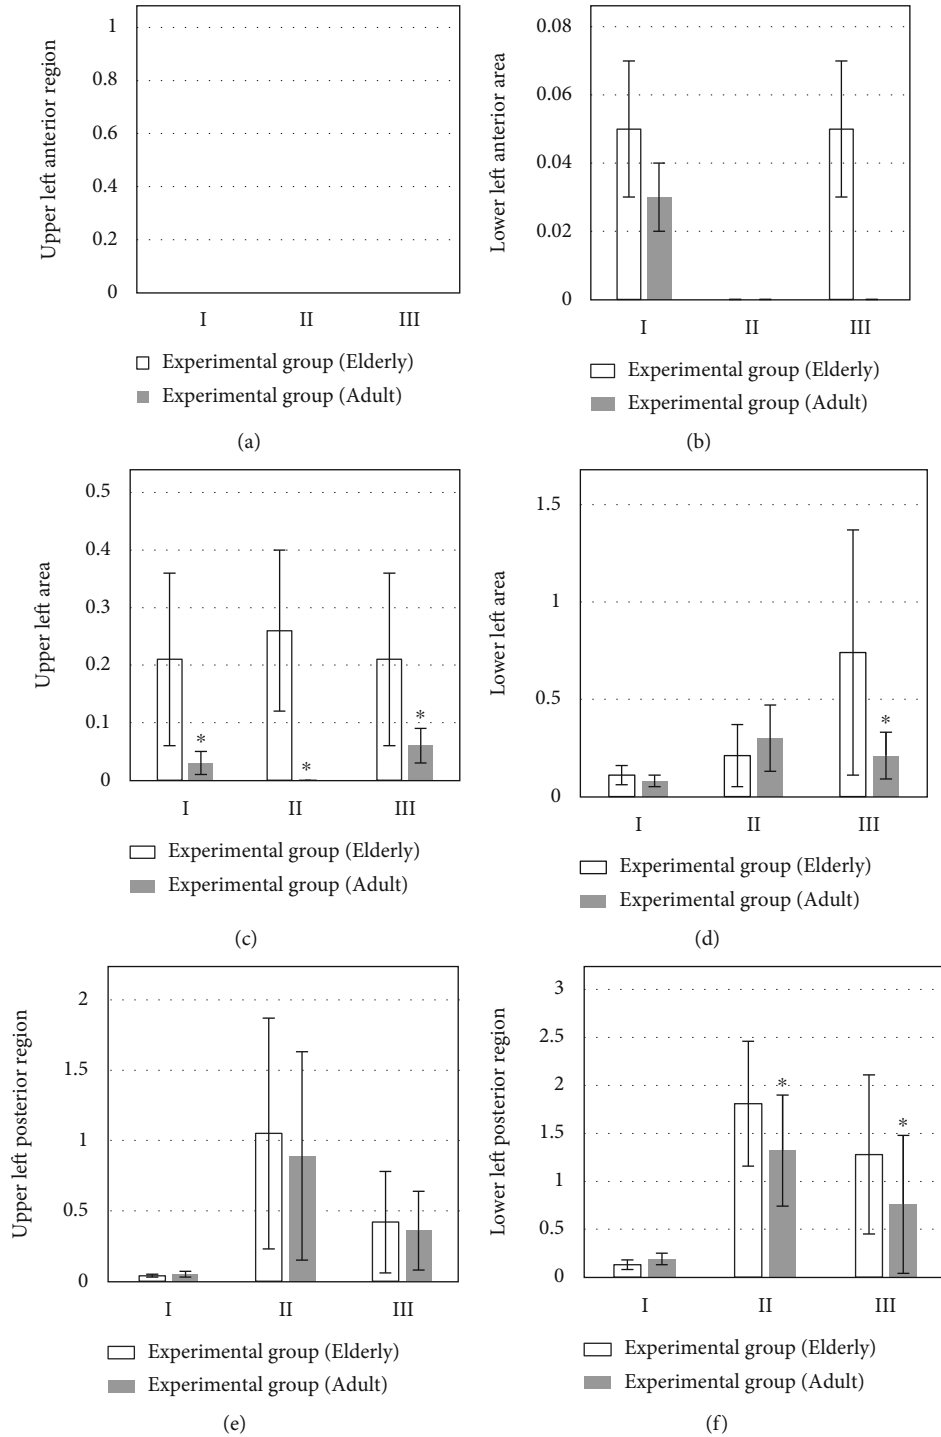 Upper left anterior region
1
0.8
0.6
0.4
0.2
0
I II III
Experimental group (Elderly)
Experimental group (Adult)
(a)
Lower left anterior area
0.08
0.06
0.04
0.02
0
I II III
Experimental group (Elderly)
Experimental group (Adult)
(b)
Upper left area
0.5
0.4
0.3
0.2
0.1
0
* * *
I II III
Experimental group (Elderly)
Experimental group (Adult)
(c)
Lower left area
1.5
1
0.5
0
*
I II III
Experimental group (Elderly)
Experimental group (Adult)
(d)
Upper left posterior region
2
1.5
1
0.5
0
I II III
Experimental group (Elderly)
Experimental group (Adult)
(e)
Lower left posterior region
3
2.5
2
1.5
1
0.5
0
* *
I II III
Experimental group (Elderly)
Experimental group (Adult)
(f)